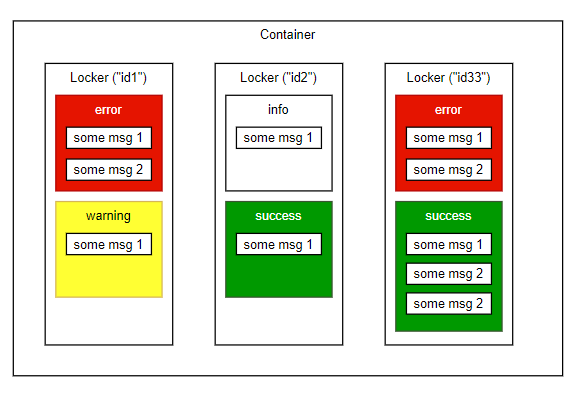 Container
Locker ("id1")
error
some msg 1
some msg 2
warning
some msg 1
Locker ("id2")
info
some msg 1
success
some msg 1
Locker ("id33")
error
some msg 1
some msg 2
success
some msg 1
some msg 2
some msg 2